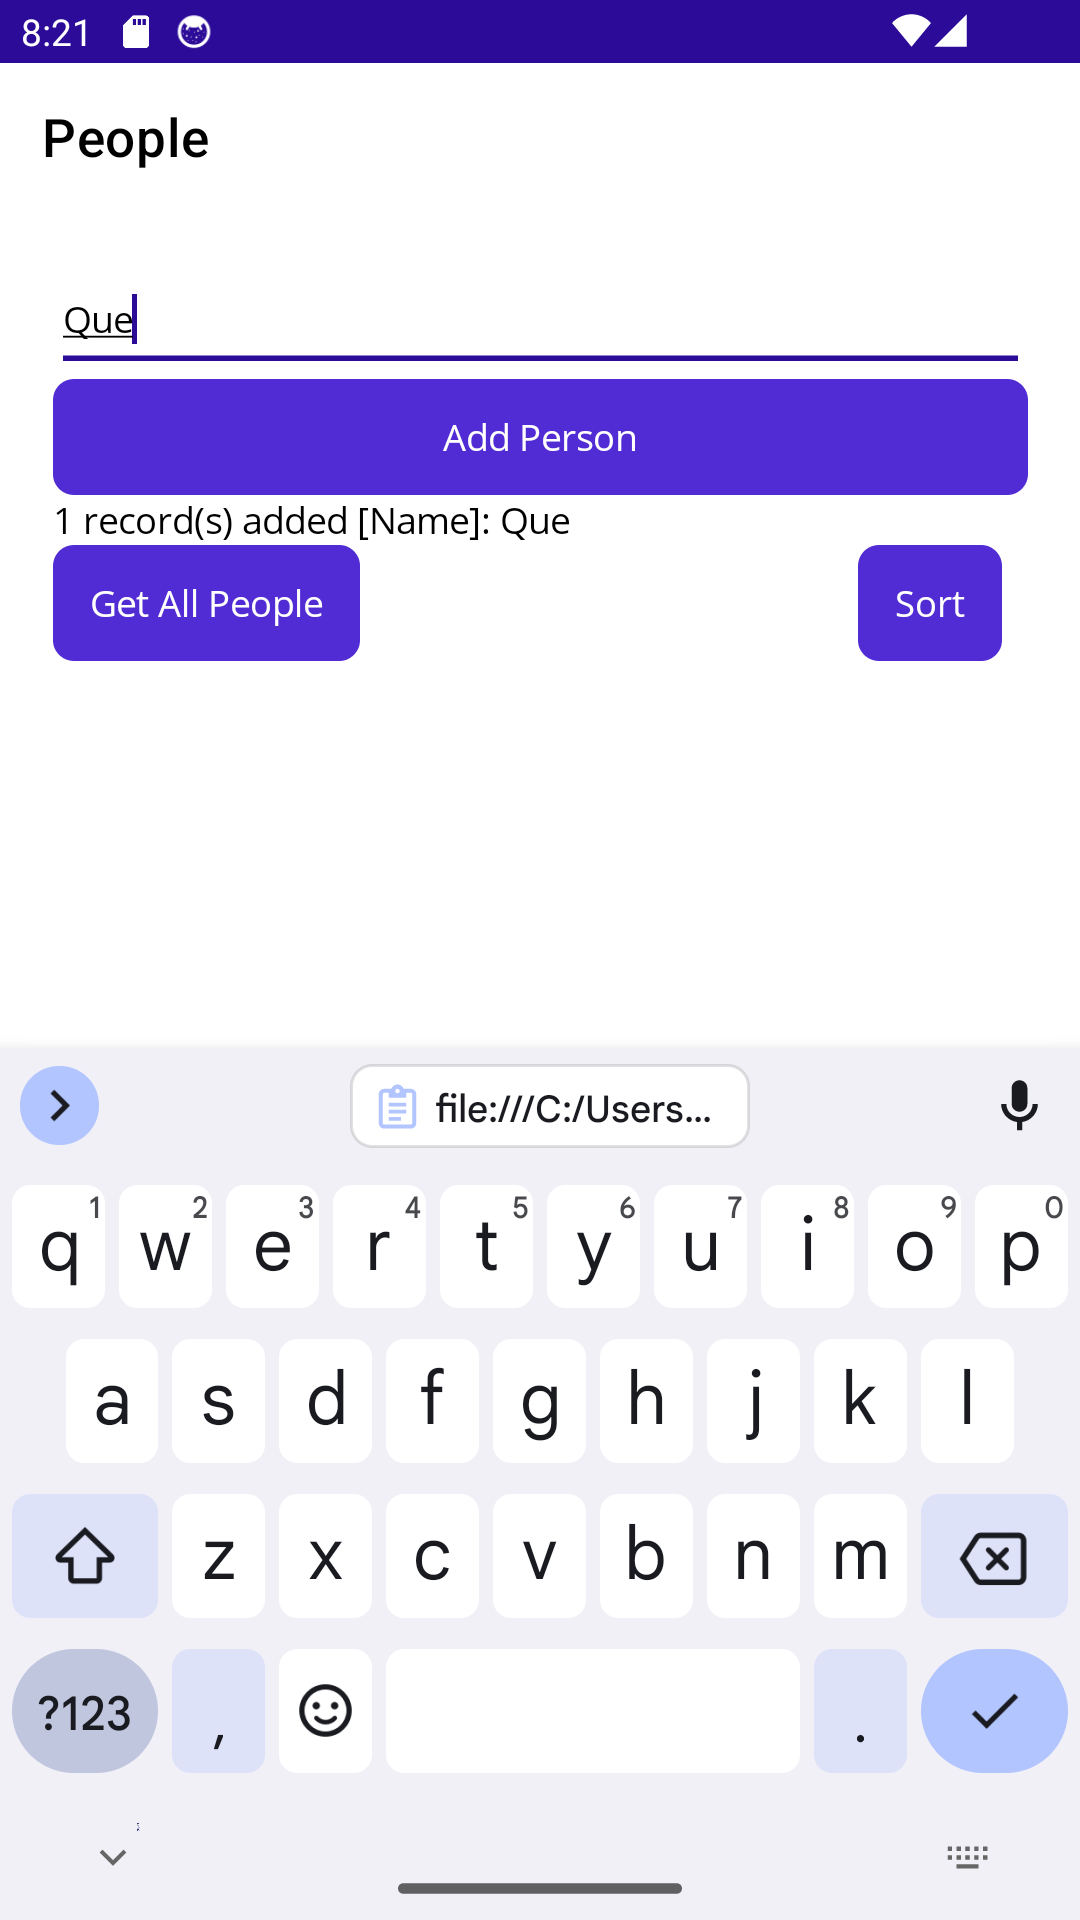 8:21
People
Que
Add Person
1 record(s) added [Name]: Que
Get All People Sort
file:///C:/Users...
1 2 3 4 5 6 7 8 9 0
q w e r t y u i o p
a s d f g h j k l
z x c v b n m
?123 , .